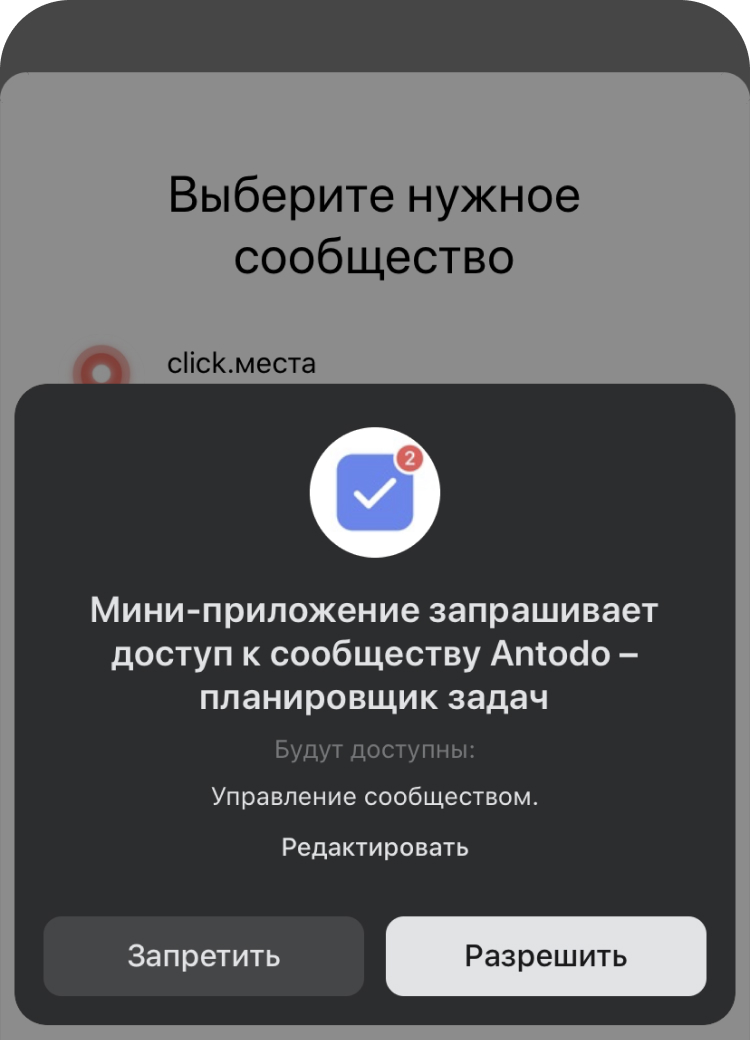 Выберите нужное
сообщество
click.места
2
Мини-приложение запрашивает
доступ к сообществу Antodo –
планировщик задач
Будут доступны:
Управление сообществом.
Редактировать
Запретить
Разрешить